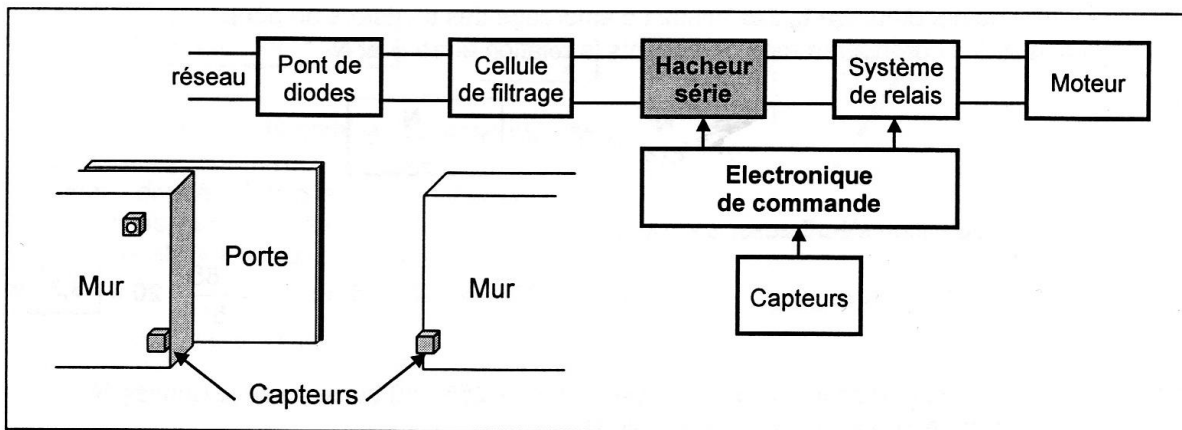 réseau
Pont de
diodes
Cellule
de filtrage
Hacheur
série
Système
de relais
Moteur
Electronique
de commande
Capteurs
Mur
Porte
Mur
Capteurs